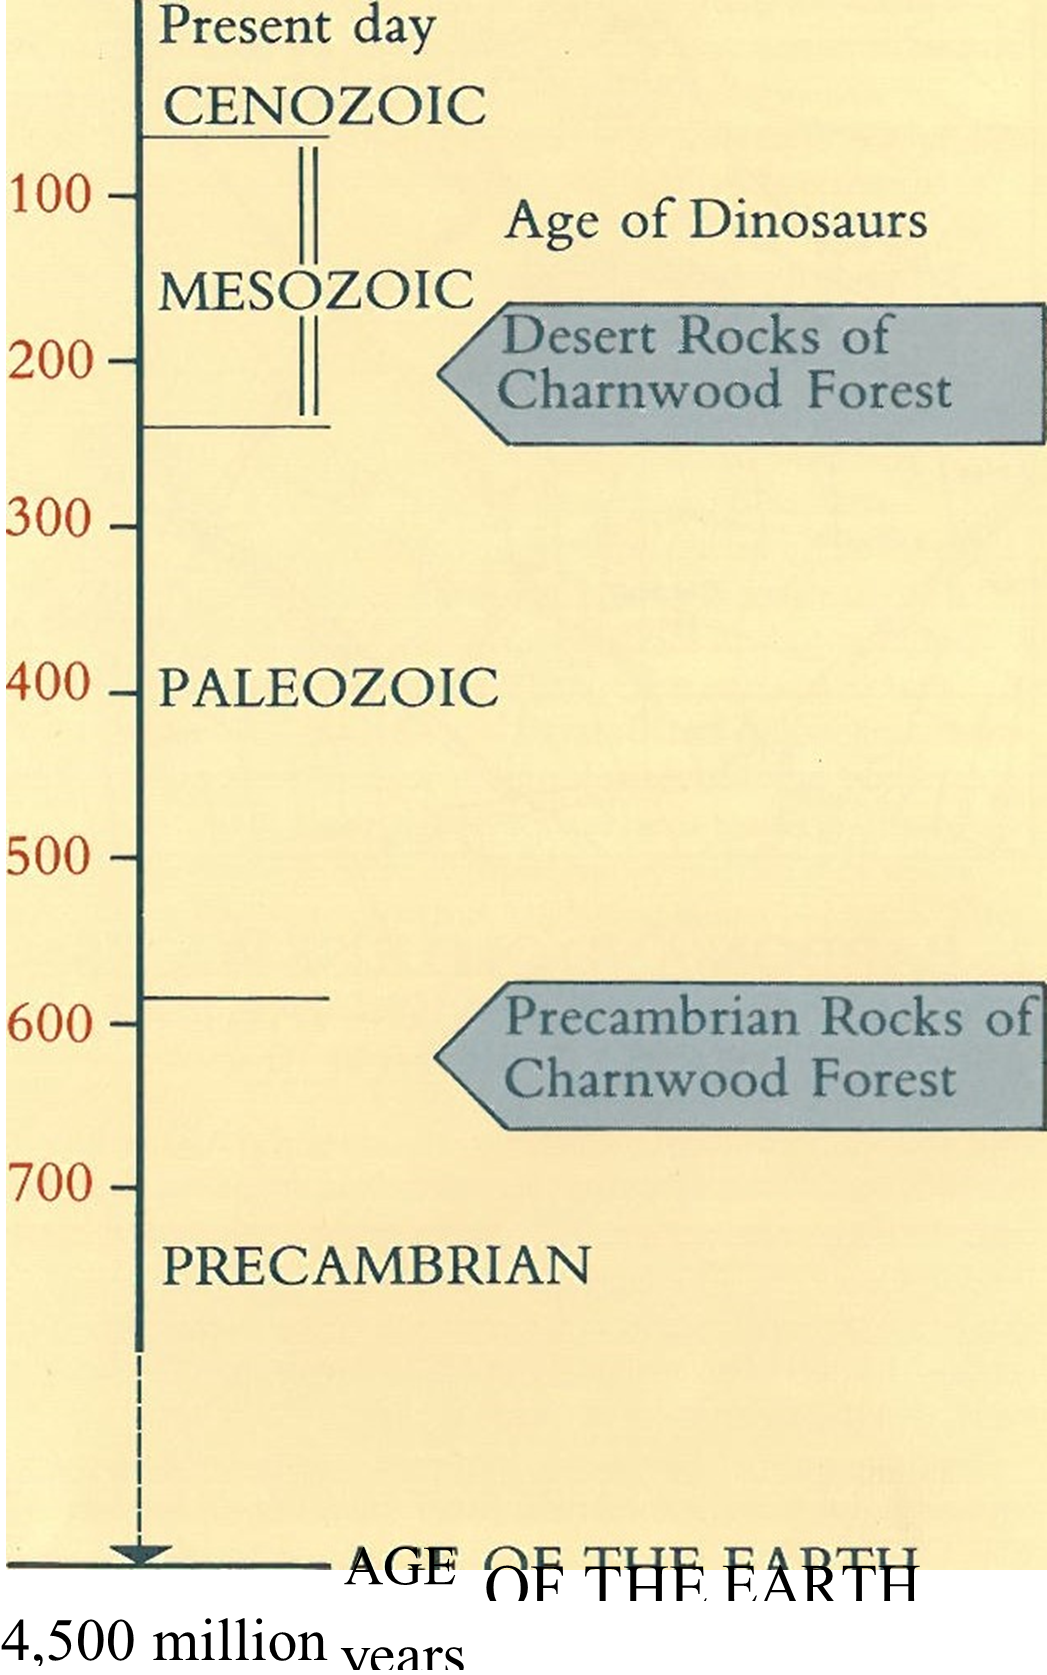 Present day
CENOZOIC
100
Age of Dinosaurs
MESOZOIC
Desert Rocks of
200
Charnwood Forest
300
400 PALEOZOIC
500
600
Precambrian Rocks of
Charnwood Forest
700
PRECAMBRIAN
AGE OF THE EARTH
4,500 million years